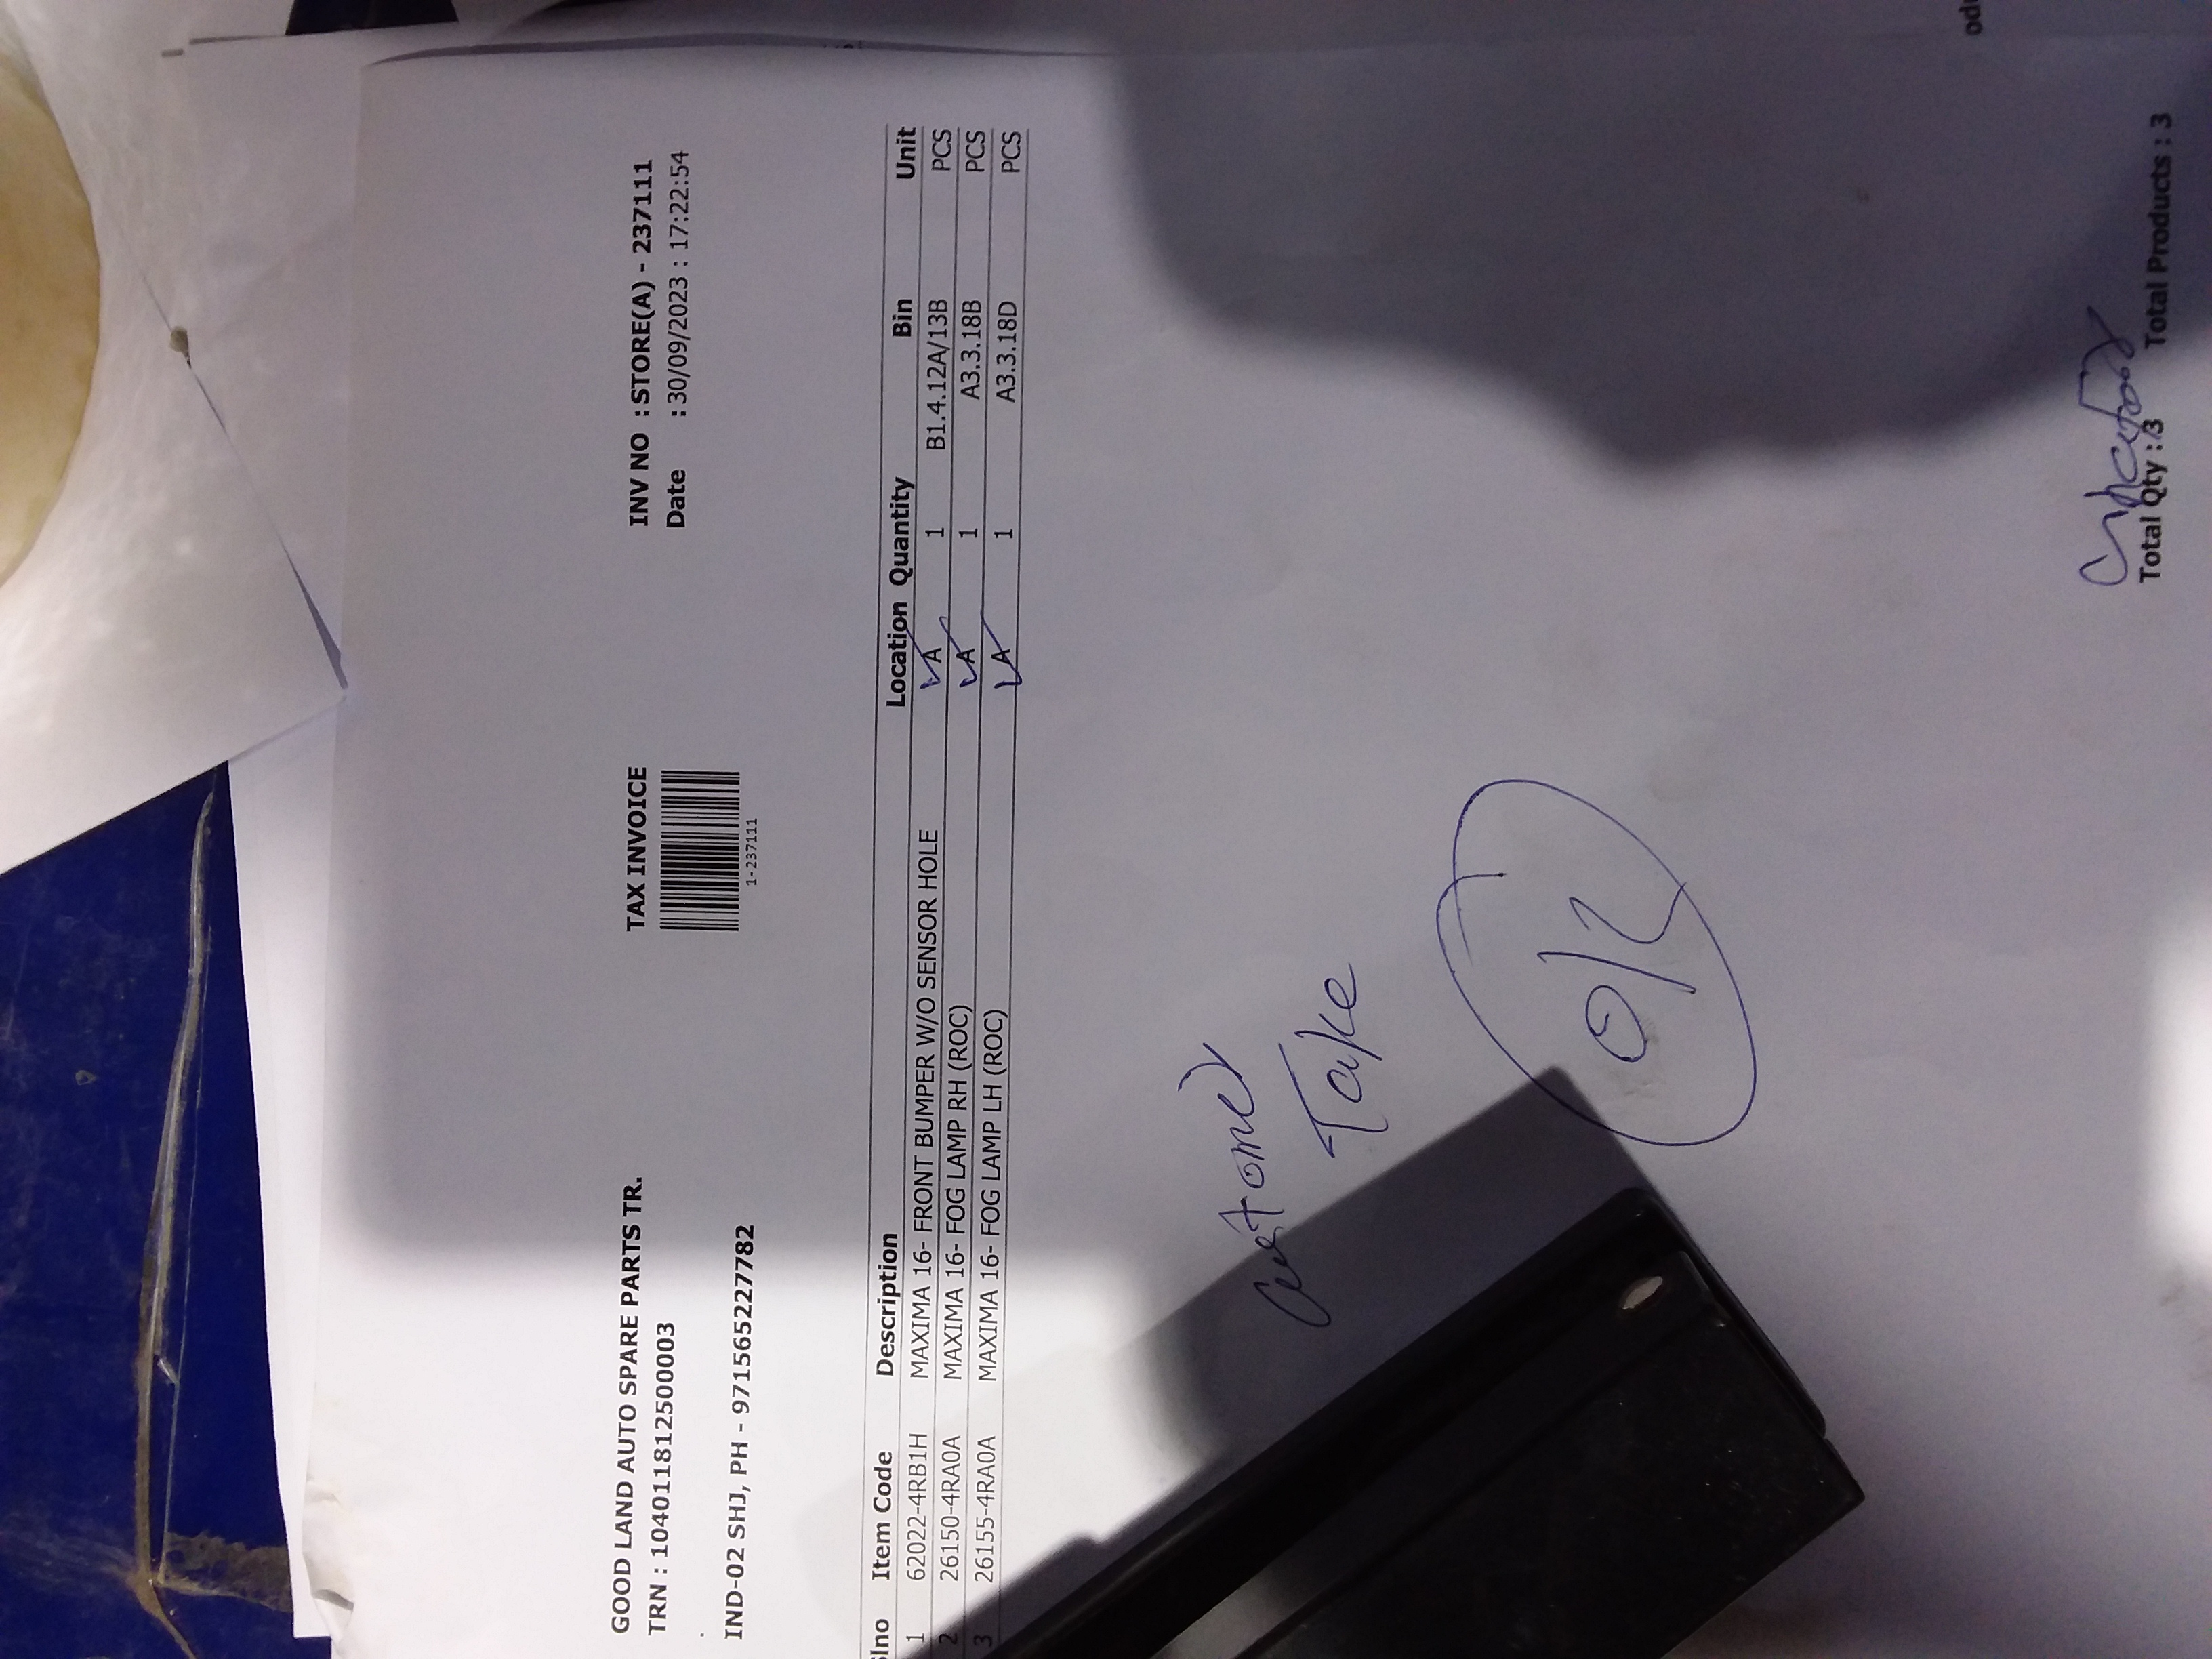 GOOD LAND AUTO SPARE PARTS TR. TAX INVOICE INV NO : STORE(A) - 237111
TRN : 104011812500003 Date : 30/09/2023 : 17:22:54
1-237111
IND-02 SHJ, PH - 971565227782
Slno Item Code Description Location Quantity Bin Unit
1 62022-4RB1H MAXIMA 16- FRONT BUMPER W/O SENSOR HOLE A 1 B1.4.12A/13B PCS
2 26150-4RA0A MAXIMA 16- FOG LAMP RH (ROC) A 1 A3.3.18B PCS
3 26155-4RA0A MAXIMA 16- FOG LAMP LH (ROC) A 1 A3.3.18D PCS
Customer
Take
O/K
Total Qty : 3 Total Products : 3